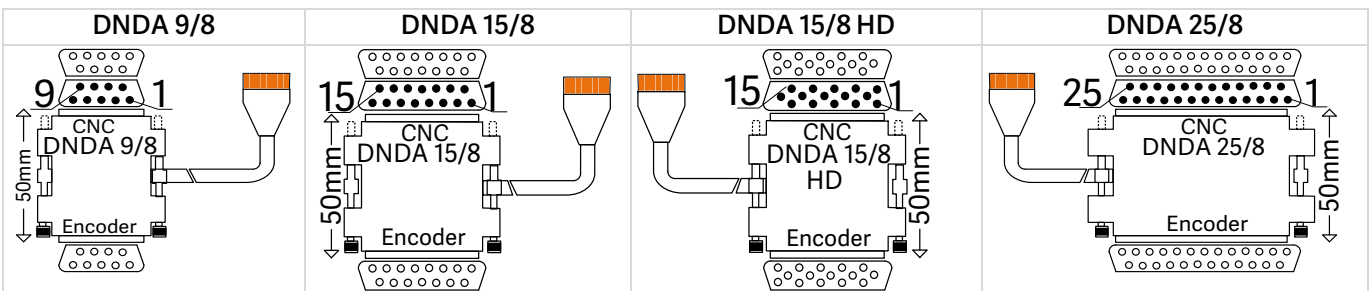 DNDA 9/8
DNDA 15/8
DNDA 15/8 HD
DNDA 25/8
9
1
CNC
DNDA 9/8
50mm
Encoder
15
1
CNC
DNDA 15/8
50mm
Encoder
15
1
CNC
DNDA 15/8
HD
50mm
Encoder
25
1
CNC
DNDA 25/8
50mm
Encoder